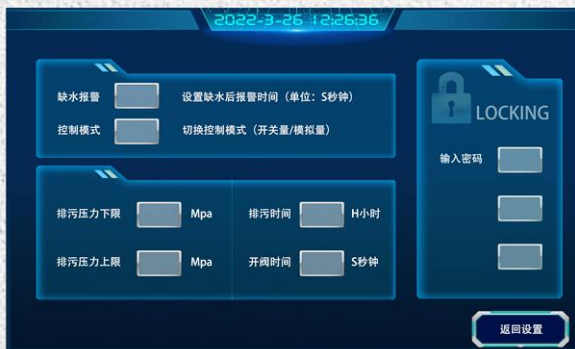 2022-3-26 12:26:36
缺水报警 设置缺水后报警时间（单位：S秒钟）
控制模式 切换控制模式（开关量/模拟量）
排污压力下限 Mpa 排污时间 H小时
排污压力上限 Mpa 开阀时间 S秒钟
LOCKING
输入密码
返回设置